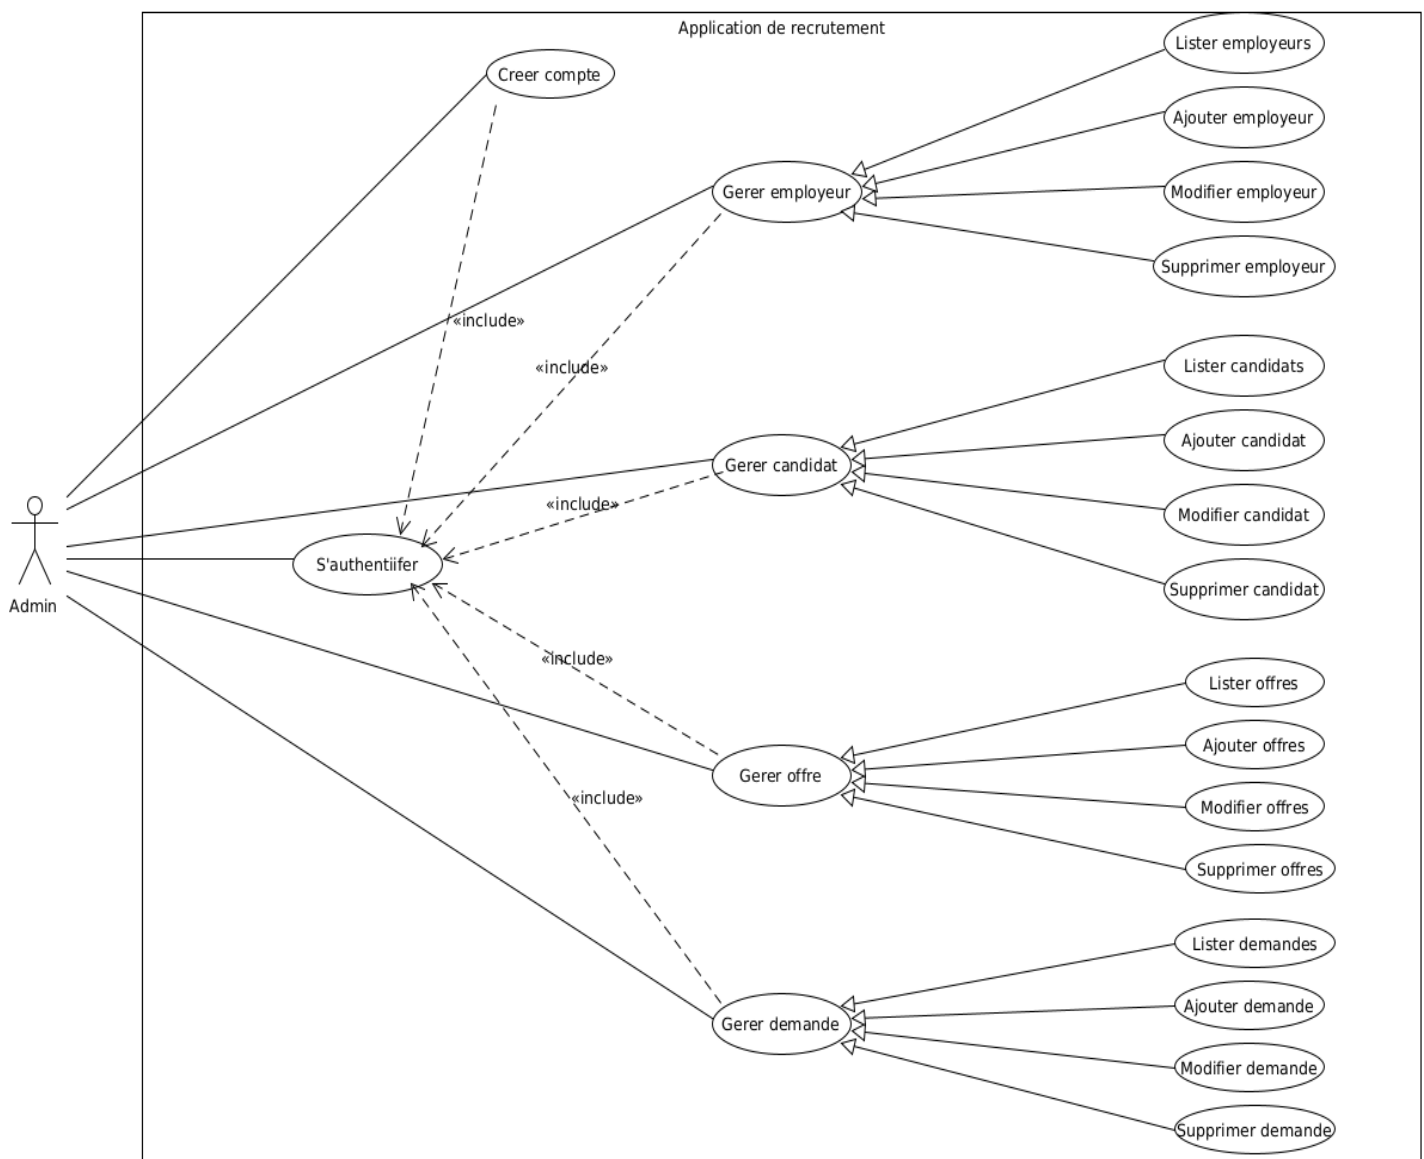 Application de recrutement
Lister employeurs
Creer compte
Ajouter employeur
Gerer employeur
Modifier employeur
Supprimer employeur
«include»
«include»
Lister candidats
Ajouter candidat
Gerer candidat
«include»
Modifier candidat
S'authentiifer
Supprimer candidat
Admin
«include»
Lister offres
Ajouter offres
Gerer offre
«include»
Modifier offres
Supprimer offres
Lister demandes
Ajouter demande
Gerer demande
Modifier demande
Supprimer demande